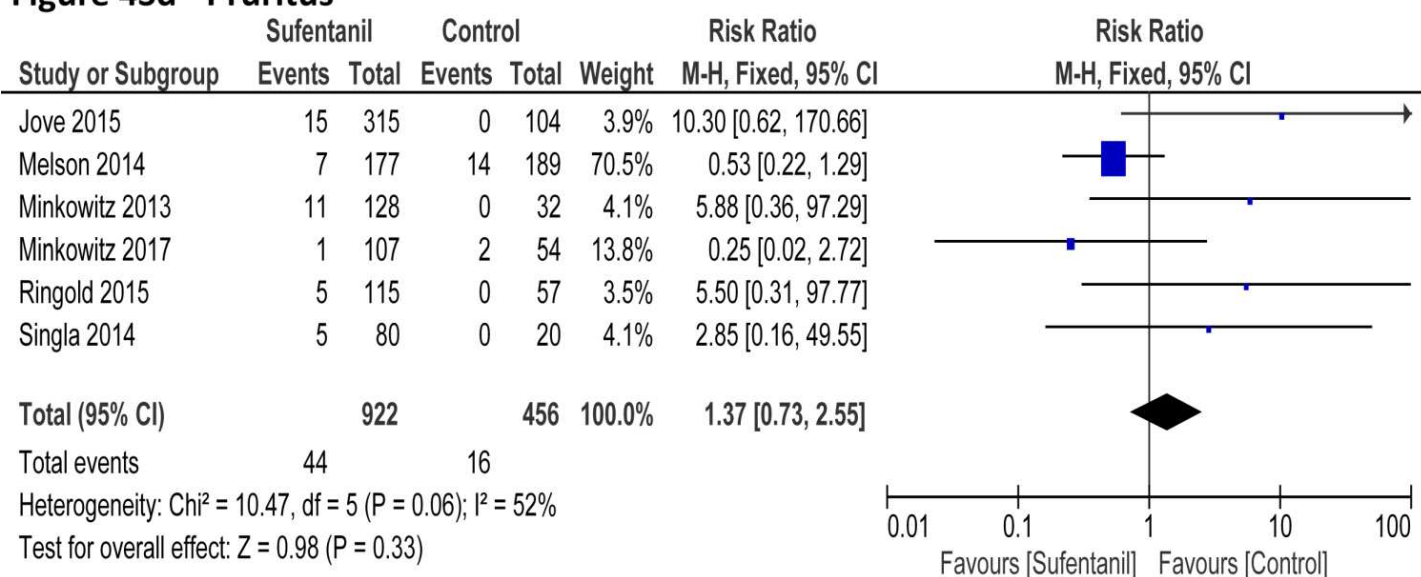 Figure 43d - Pruritus
Sufentanil Control Risk Ratio Risk Ratio
Study or Subgroup Events Total Events Total Weight M-H, Fixed, 95% CI M-H, Fixed, 95% CI
Jove 2015 15 315 0 104 3.9% 10.30 [0.62, 170.66]
Melson 2014 7 177 14 189 70.5% 0.53 [0.22, 1.29]
Minkowitz 2013 11 128 0 32 4.1% 5.88 [0.36, 97.29]
Minkowitz 2017 1 107 2 54 13.8% 0.25 [0.02, 2.72]
Ringold 2015 5 115 0 57 3.5% 5.50 [0.31, 97.77]
Singla 2014 5 80 0 20 4.1% 2.85 [0.16, 49.55]
Total (95% CI) 922 456 100.0% 1.37 [0.73, 2.55]
Total events 44 16
Heterogeneity: Chi² = 10.47, df = 5 (P = 0.06); I² = 52%
Test for overall effect: Z = 0.98 (P = 0.33)
0.01 0.1 1 10 100
Favours [Sufentanil] Favours [Control]